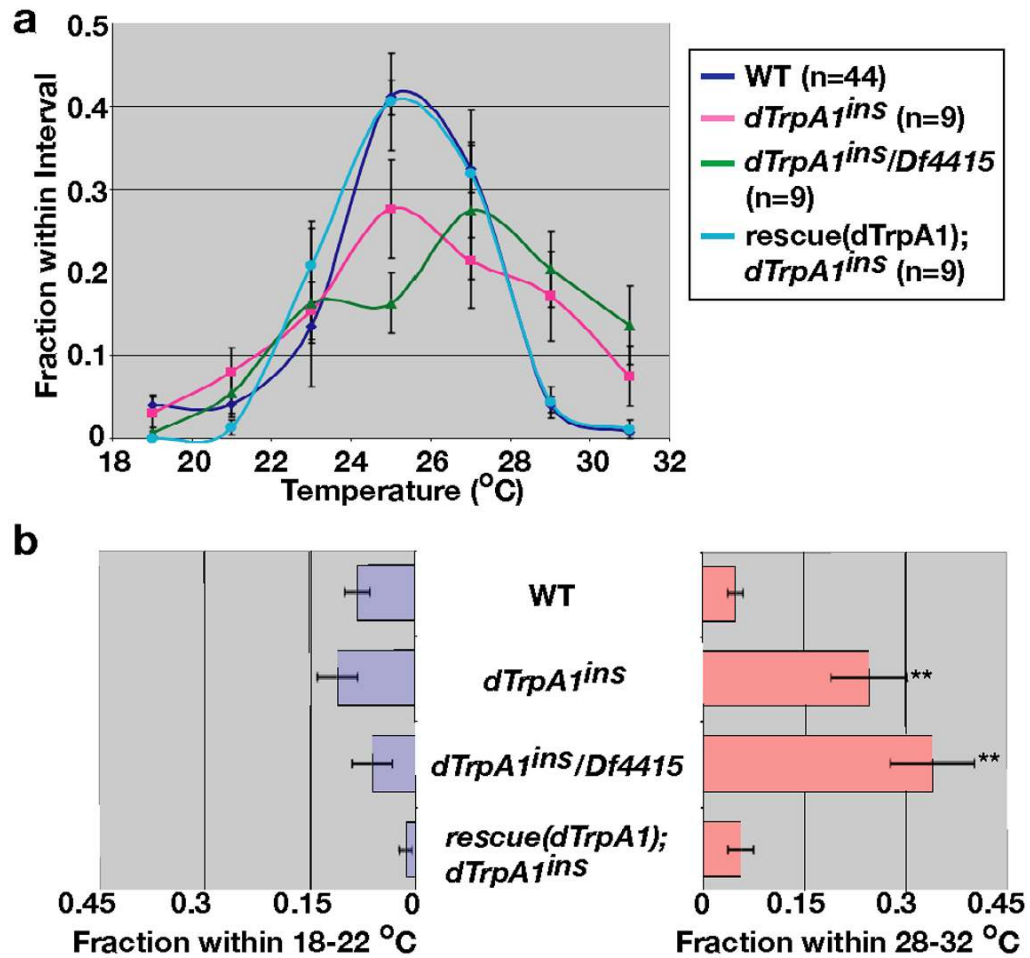 a
0.5
0.4
0.3
0.2
0.1
0
Fraction within Interval
18 20 22 24 26 28 30 32
Temperature (°C)
WT (n=44)
dTrpA1ins (n=9)
dTrpA1ins/Df4415
(n=9)
rescue(dTrpA1);
dTrpA1ins (n=9)
b
WT
dTrpA1ins
**
dTrpA1ins/Df4415
**
rescue(dTrpA1);
dTrpA1ins
0.45 0.3 0.15 0
Fraction within 18-22 °C
0 0.15 0.3 0.45
Fraction within 28-32 °C